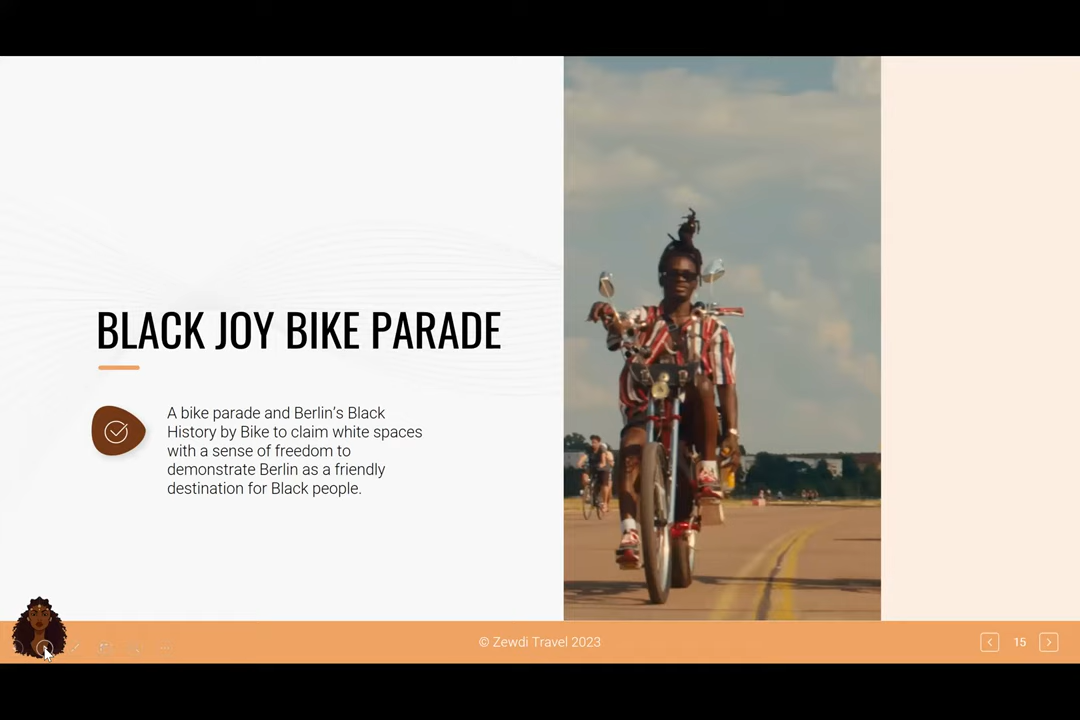 BLACK JOY BIKE PARADE
A bike parade and Berlin’s Black
History by Bike to claim white spaces
with a sense of freedom to
demonstrate Berlin as a friendly
destination for Black people.
© Zewdi Travel 2023
15